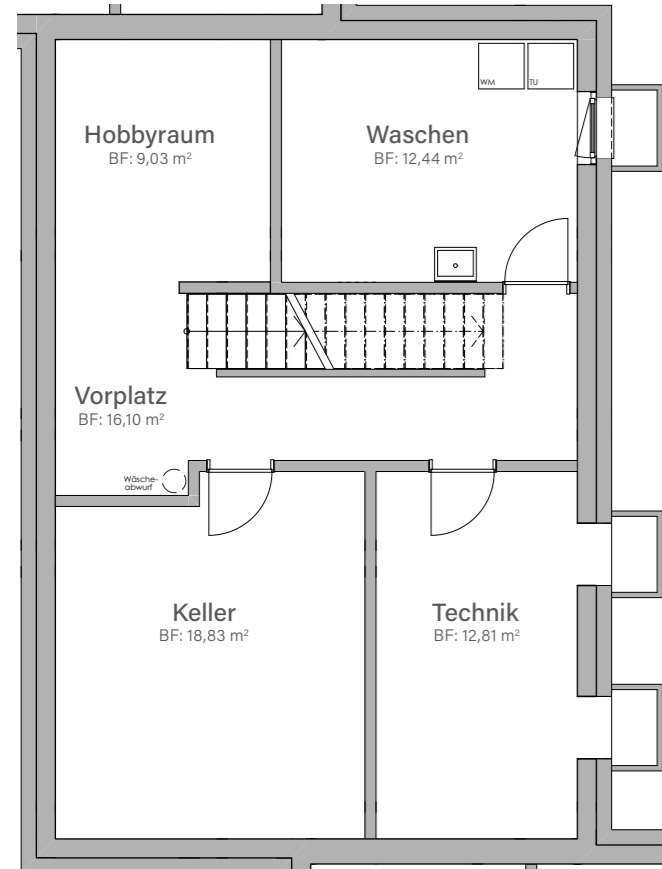 WM
TU
Hobbyraum
BF: 9,03 m²
Waschen
BF: 12,44 m²
Vorplatz
BF: 16,10 m²
Wäsche-
abwurf
Keller
BF: 18,83 m²
Technik
BF: 12,81 m²